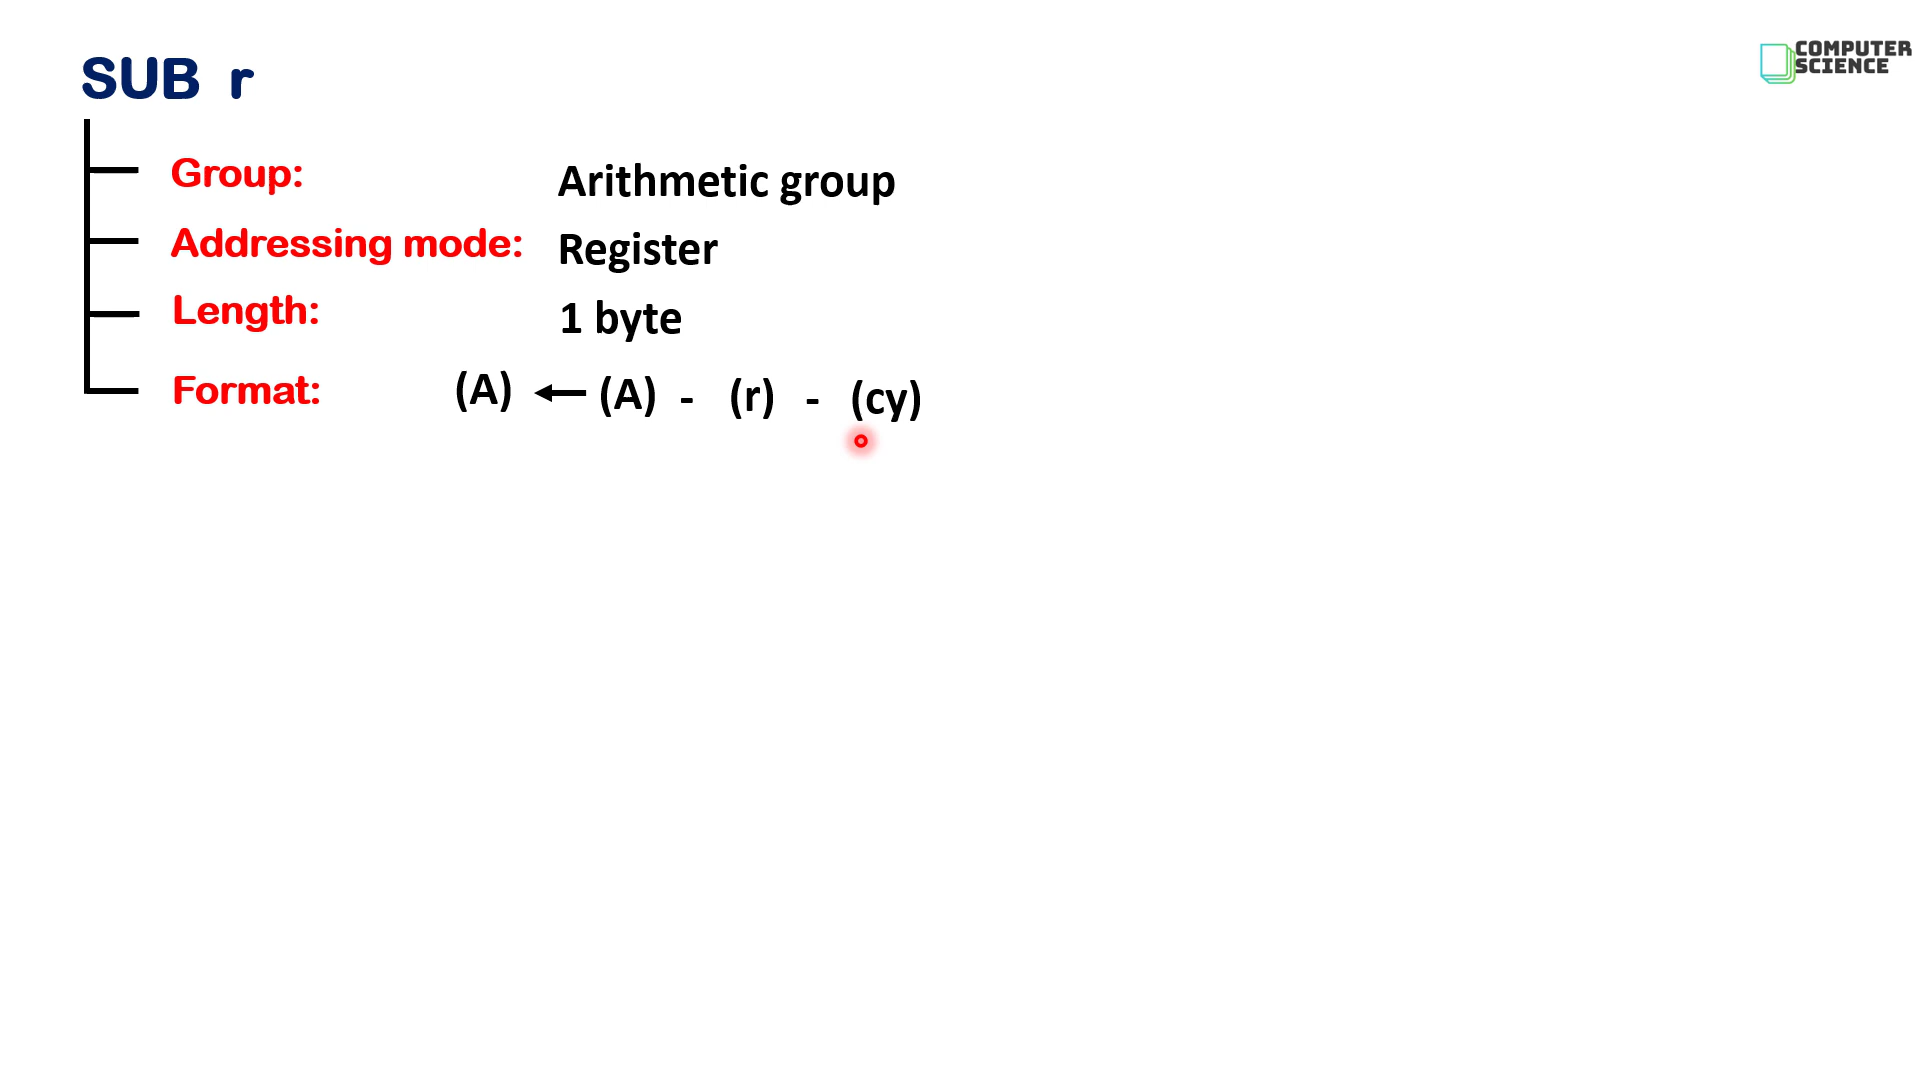 SUB r
COMPUTER
SCIENCE
Group: Arithmetic group
Addressing mode: Register
Length: 1 byte
Format: (A) ← (A) - (r) - (cy)